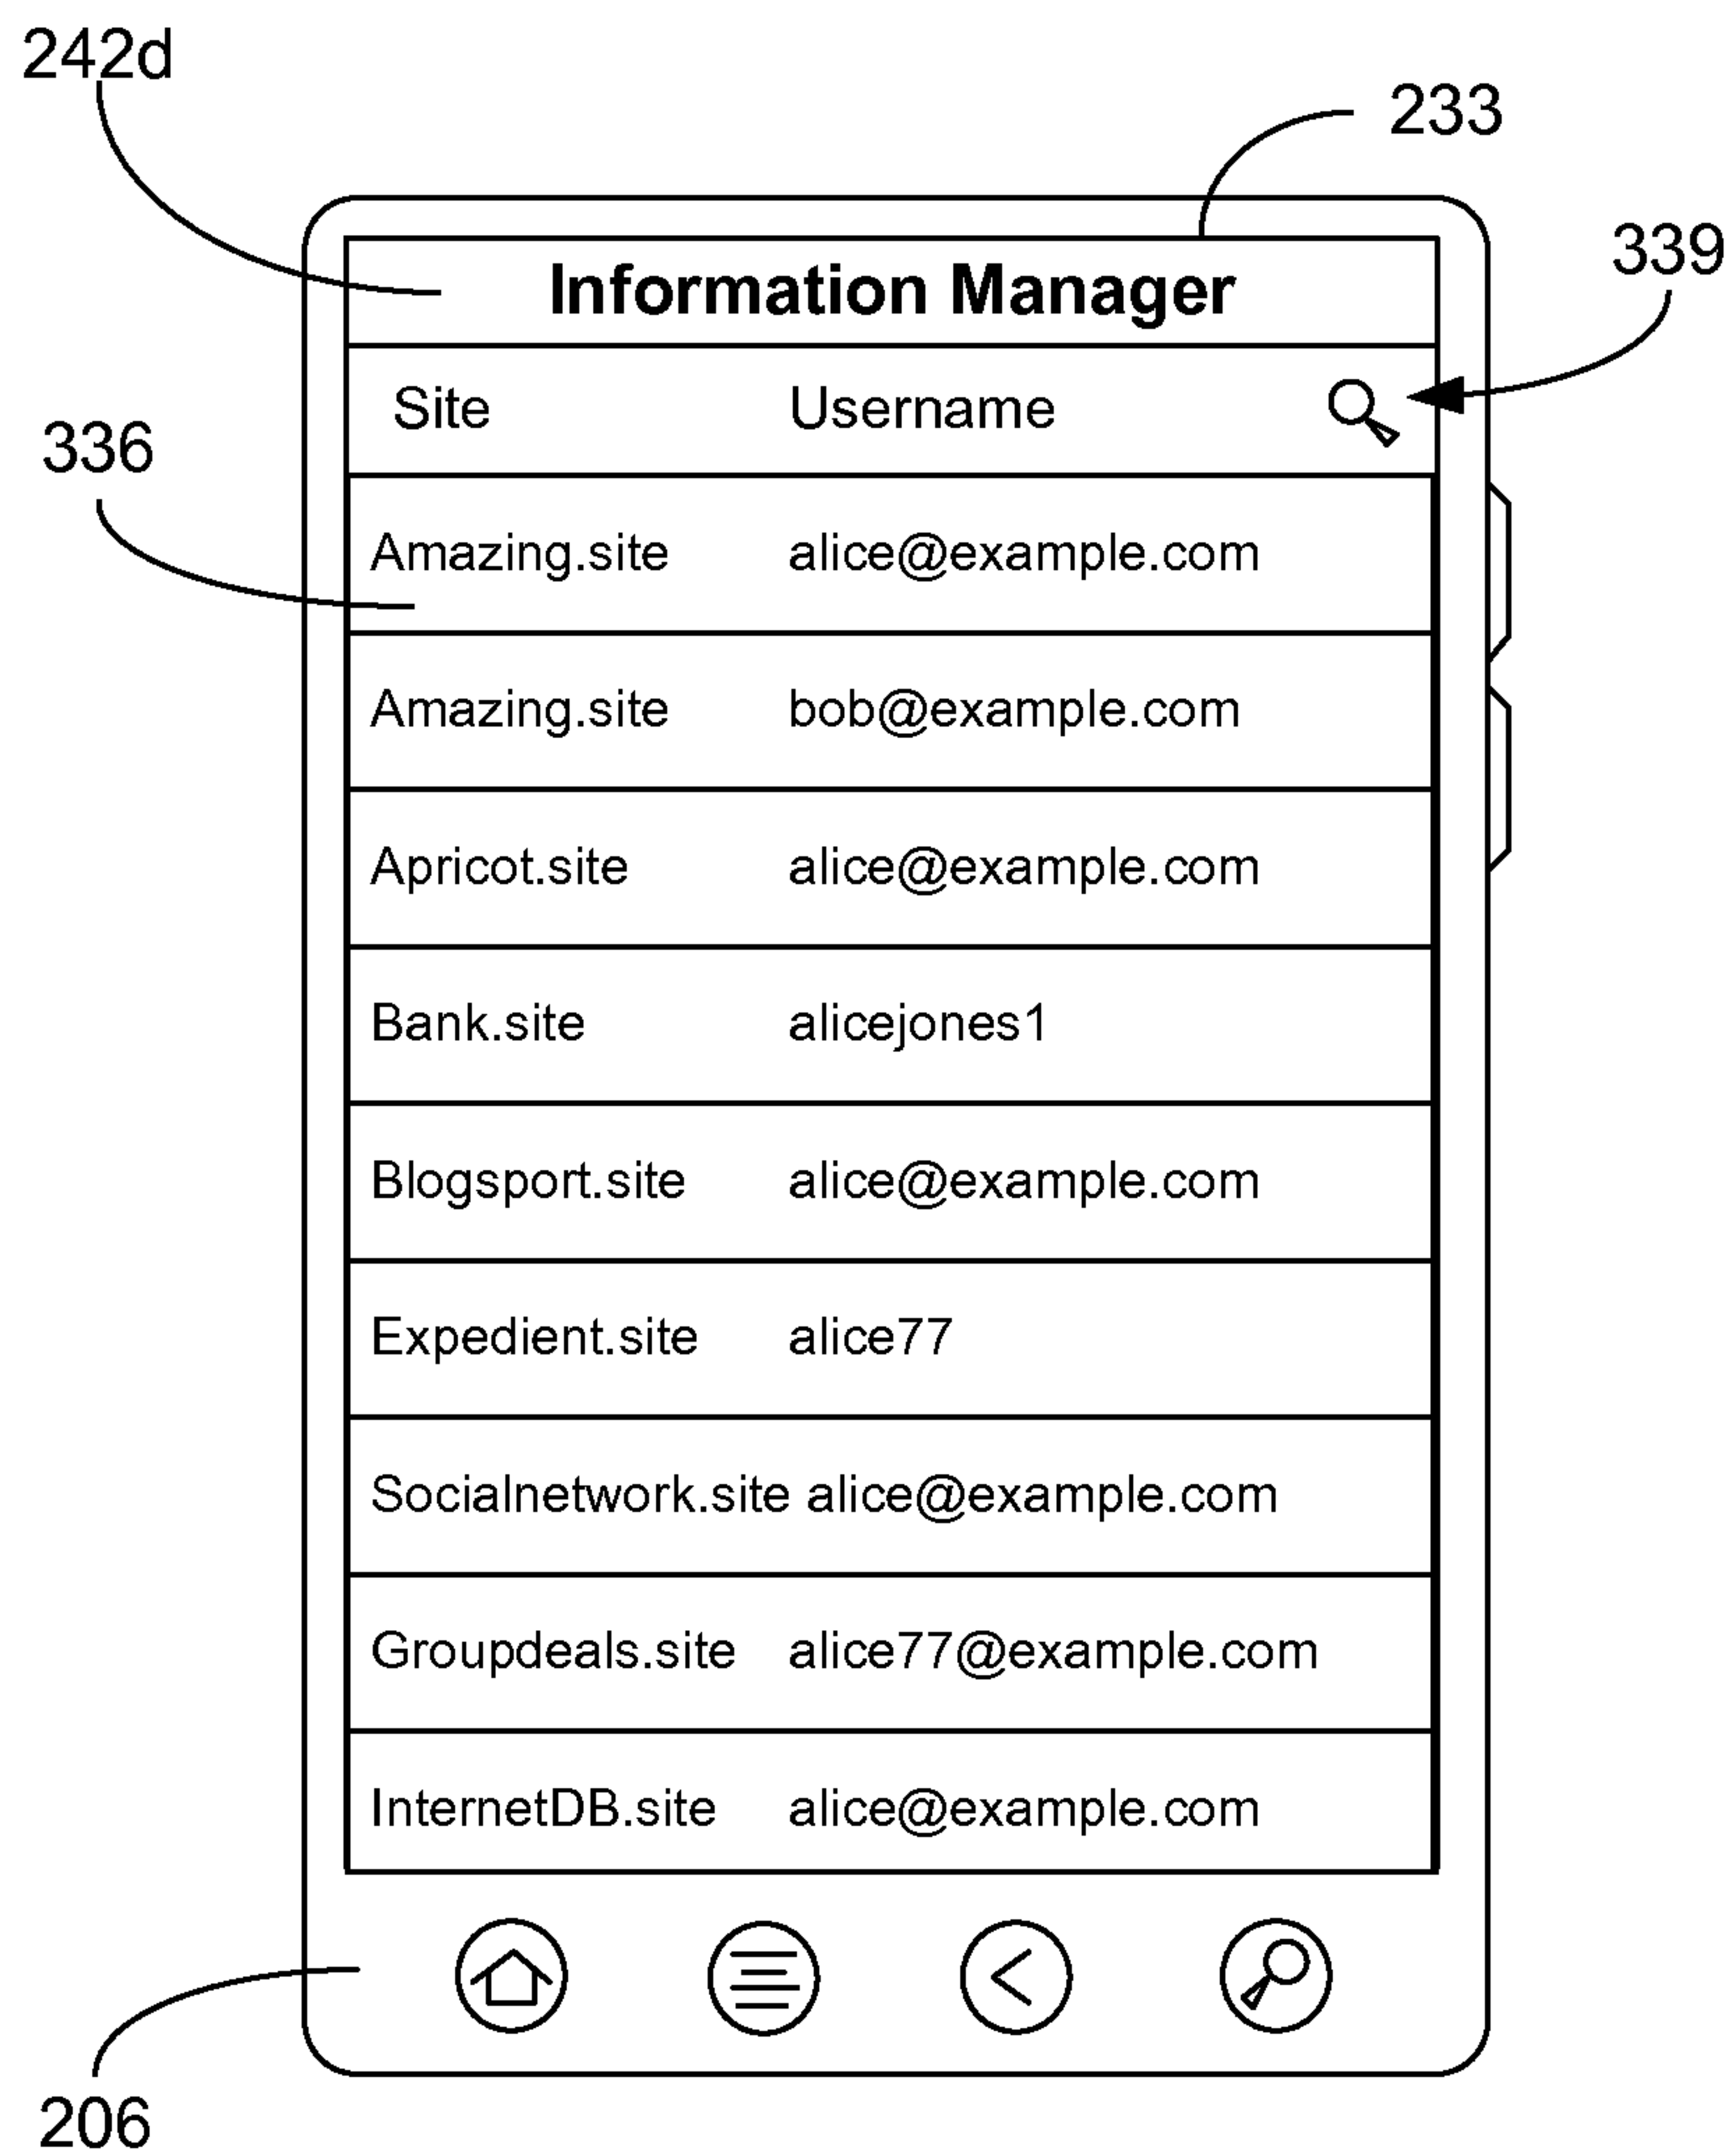 242d
233
339
Information Manager
Site Username
336
Amazing.site alice@example.com
Amazing.site bob@example.com
Apricot.site alice@example.com
Bank.site alicejones1
Blogsport.site alice@example.com
Expedient.site alice77
Socialnetwork.site alice@example.com
Groupdeals.site alice77@example.com
InternetDB.site alice@example.com
206